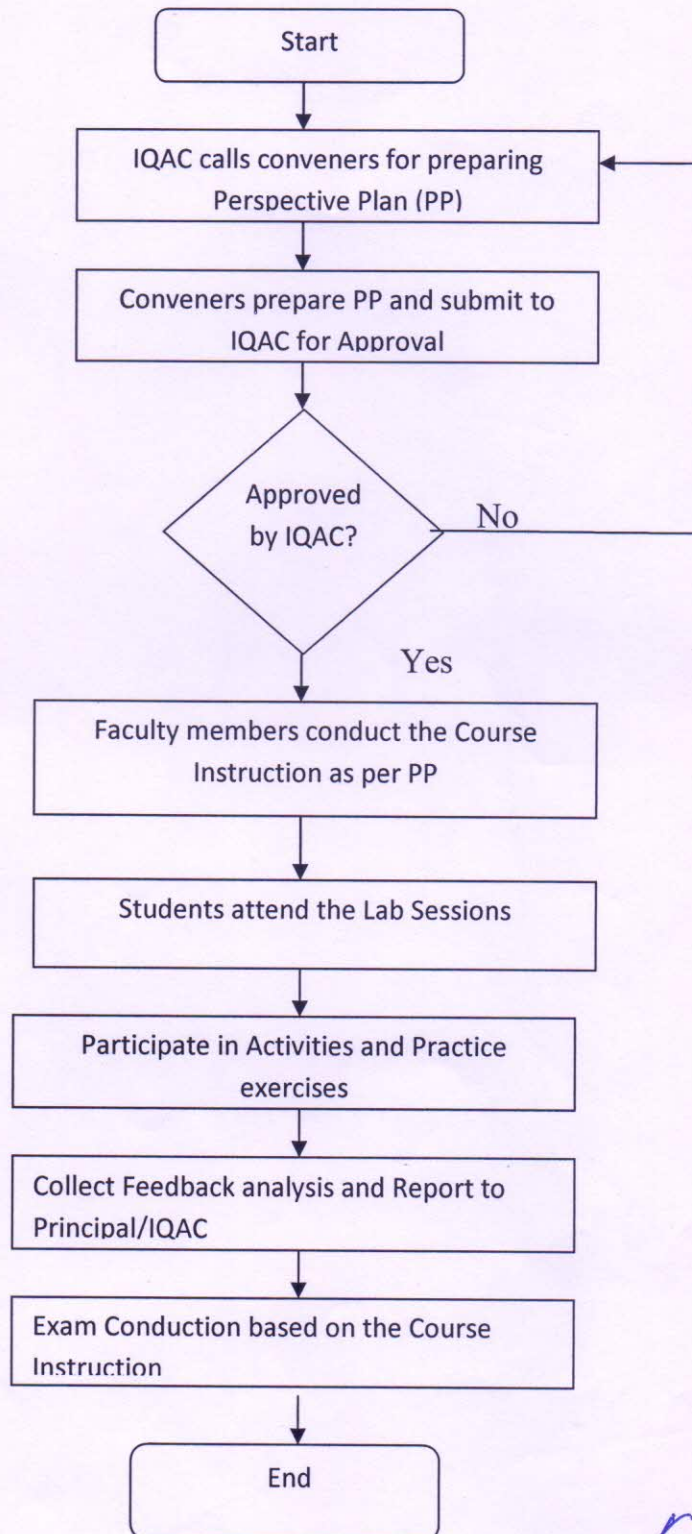 Start
IQAC calls conveners for preparing
Perspective Plan (PP)
Conveners prepare PP and submit to
IQAC for Approval
Approved
by IQAC?
No
Yes
Faculty members conduct the Course
Instruction as per PP
Students attend the Lab Sessions
Participate in Activities and Practice
exercises
Collect Feedback analysis and Report to
Principal/IQAC
Exam Conduction based on the Course
Instruction
End